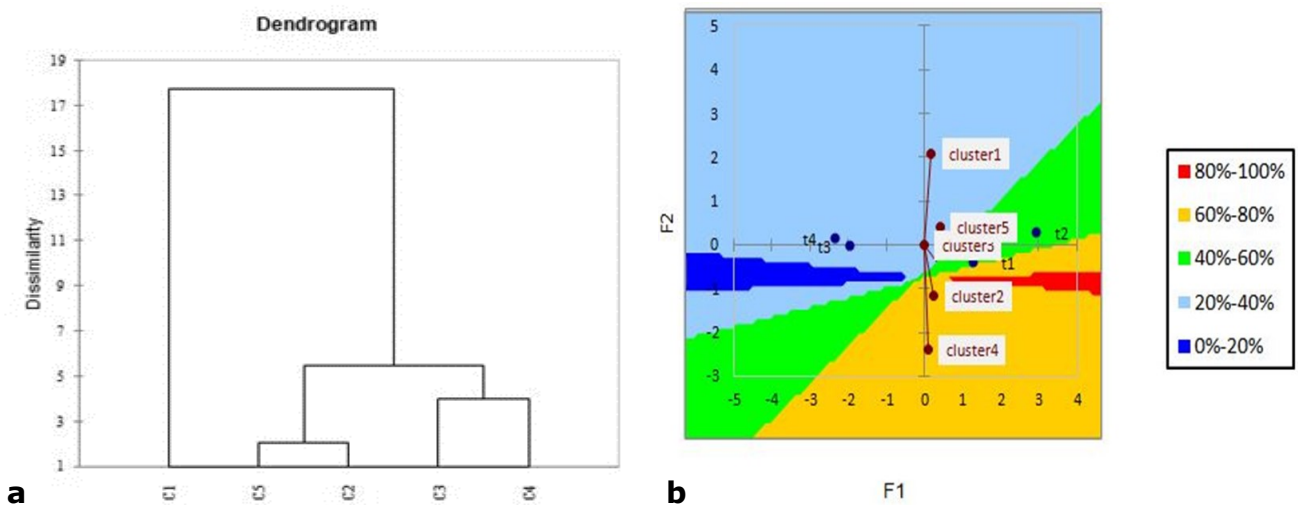 Dendrogram
Dissimilarity
19
17
15
13
11
9
7
5
3
1
C1
C5
C2
C3
C4
a
F2
5
4
3
2
1
0
-1
-2
-3
-5
-4
-3
-2
-1
0
1
2
3
4
cluster1
cluster5
cluster3
cluster2
cluster4
t4
t3
t2
t1
F1
b
80%-100%
60%-80%
40%-60%
20%-40%
0%-20%